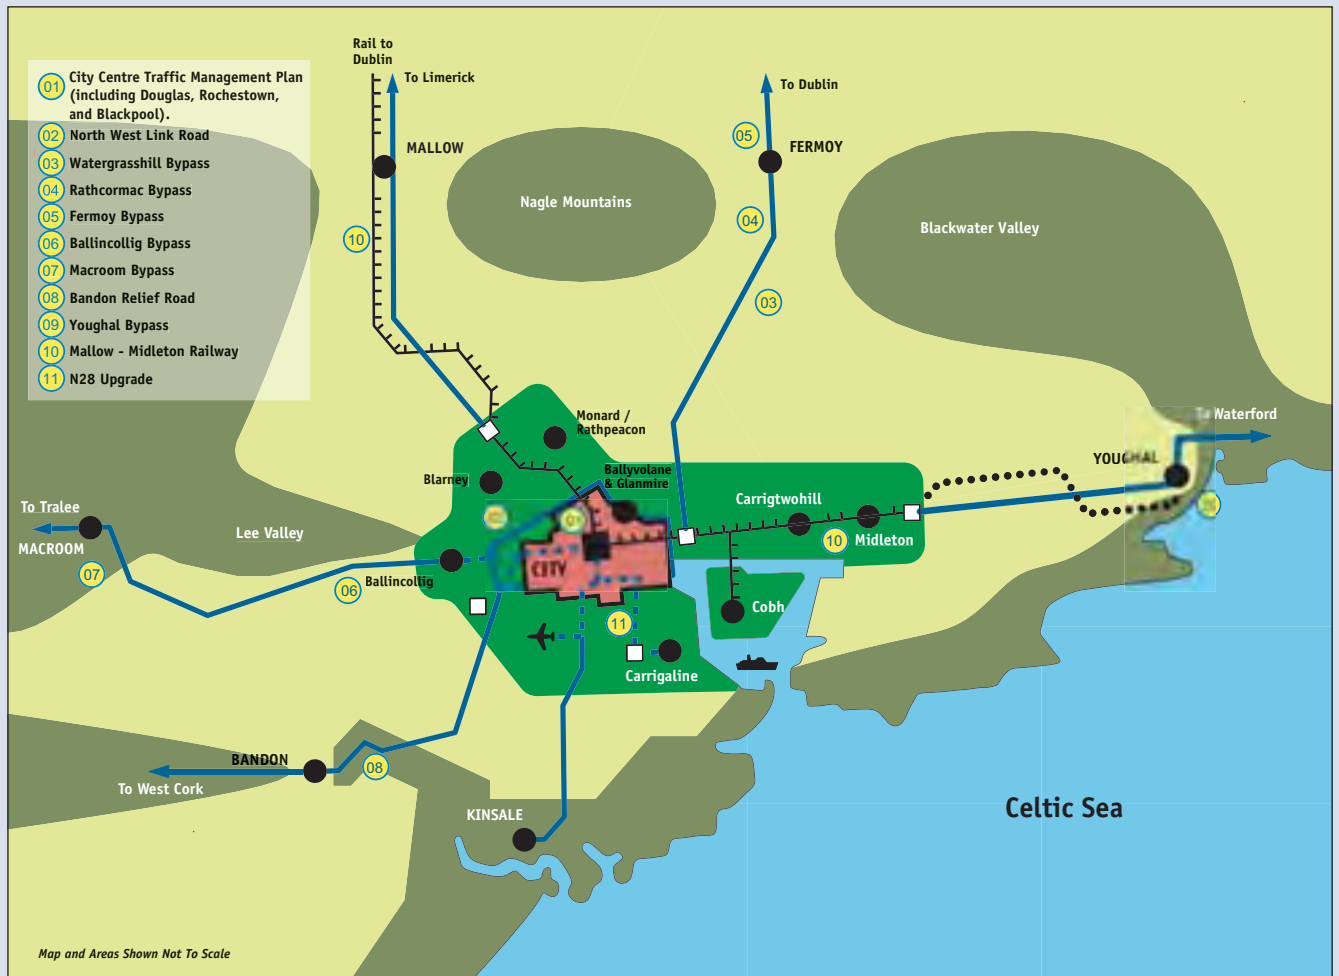 Rail to
Dublin
To Limerick
To Dublin
01 City Centre Traffic Management Plan
(including Douglas, Rochestown,
and Blackpool).
02 North West Link Road
03 Watergrasshill Bypass
04 Rathcormac Bypass
05 Fermoy Bypass
06 Ballincollig Bypass
07 Macroom Bypass
08 Bandon Relief Road
09 Youghal Bypass
10 Mallow - Midleton Railway
11 N28 Upgrade
MALLOW
05
FERMOY
Nagle Mountains
04
Blackwater Valley
10
03
Monard /
Rathpeacon
To Waterford
YOUGHAL
Blarney
Ballyvolane
& Glanmire
Carrigtwohill
To Tralee
01
Lee Valley
10
Midleton
MACROOM
07
06
Ballincollig
CITY
Cobh
11
Carrigaline
BANDON
08
To West Cork
KINSALE
Celtic Sea
Map and Areas Shown Not To Scale